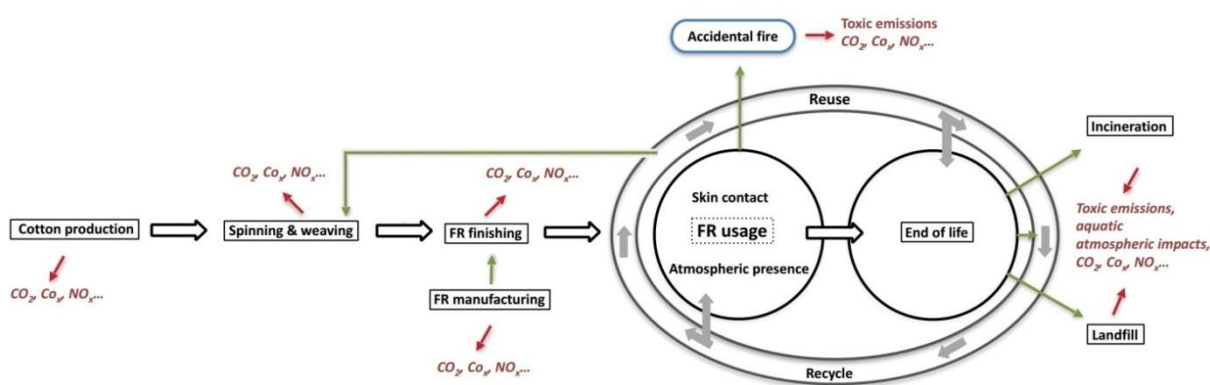 Accidental fire
Toxic emissions
CO2, Cox, NOx...
Reuse
Incineration
CO2, Cox, NOx...
CO2, Cox, NOx...
Skin contact
Toxic emissions,
aquatic
atmospheric impacts,
CO2, Cox, NOx...
Cotton production
Spinning & weaving
FR finishing
FR usage
End of life
Atmospheric presence
CO2, Cox, NOx...
FR manufacturing
Landfill
CO2, Cox, NOx...
Recycle